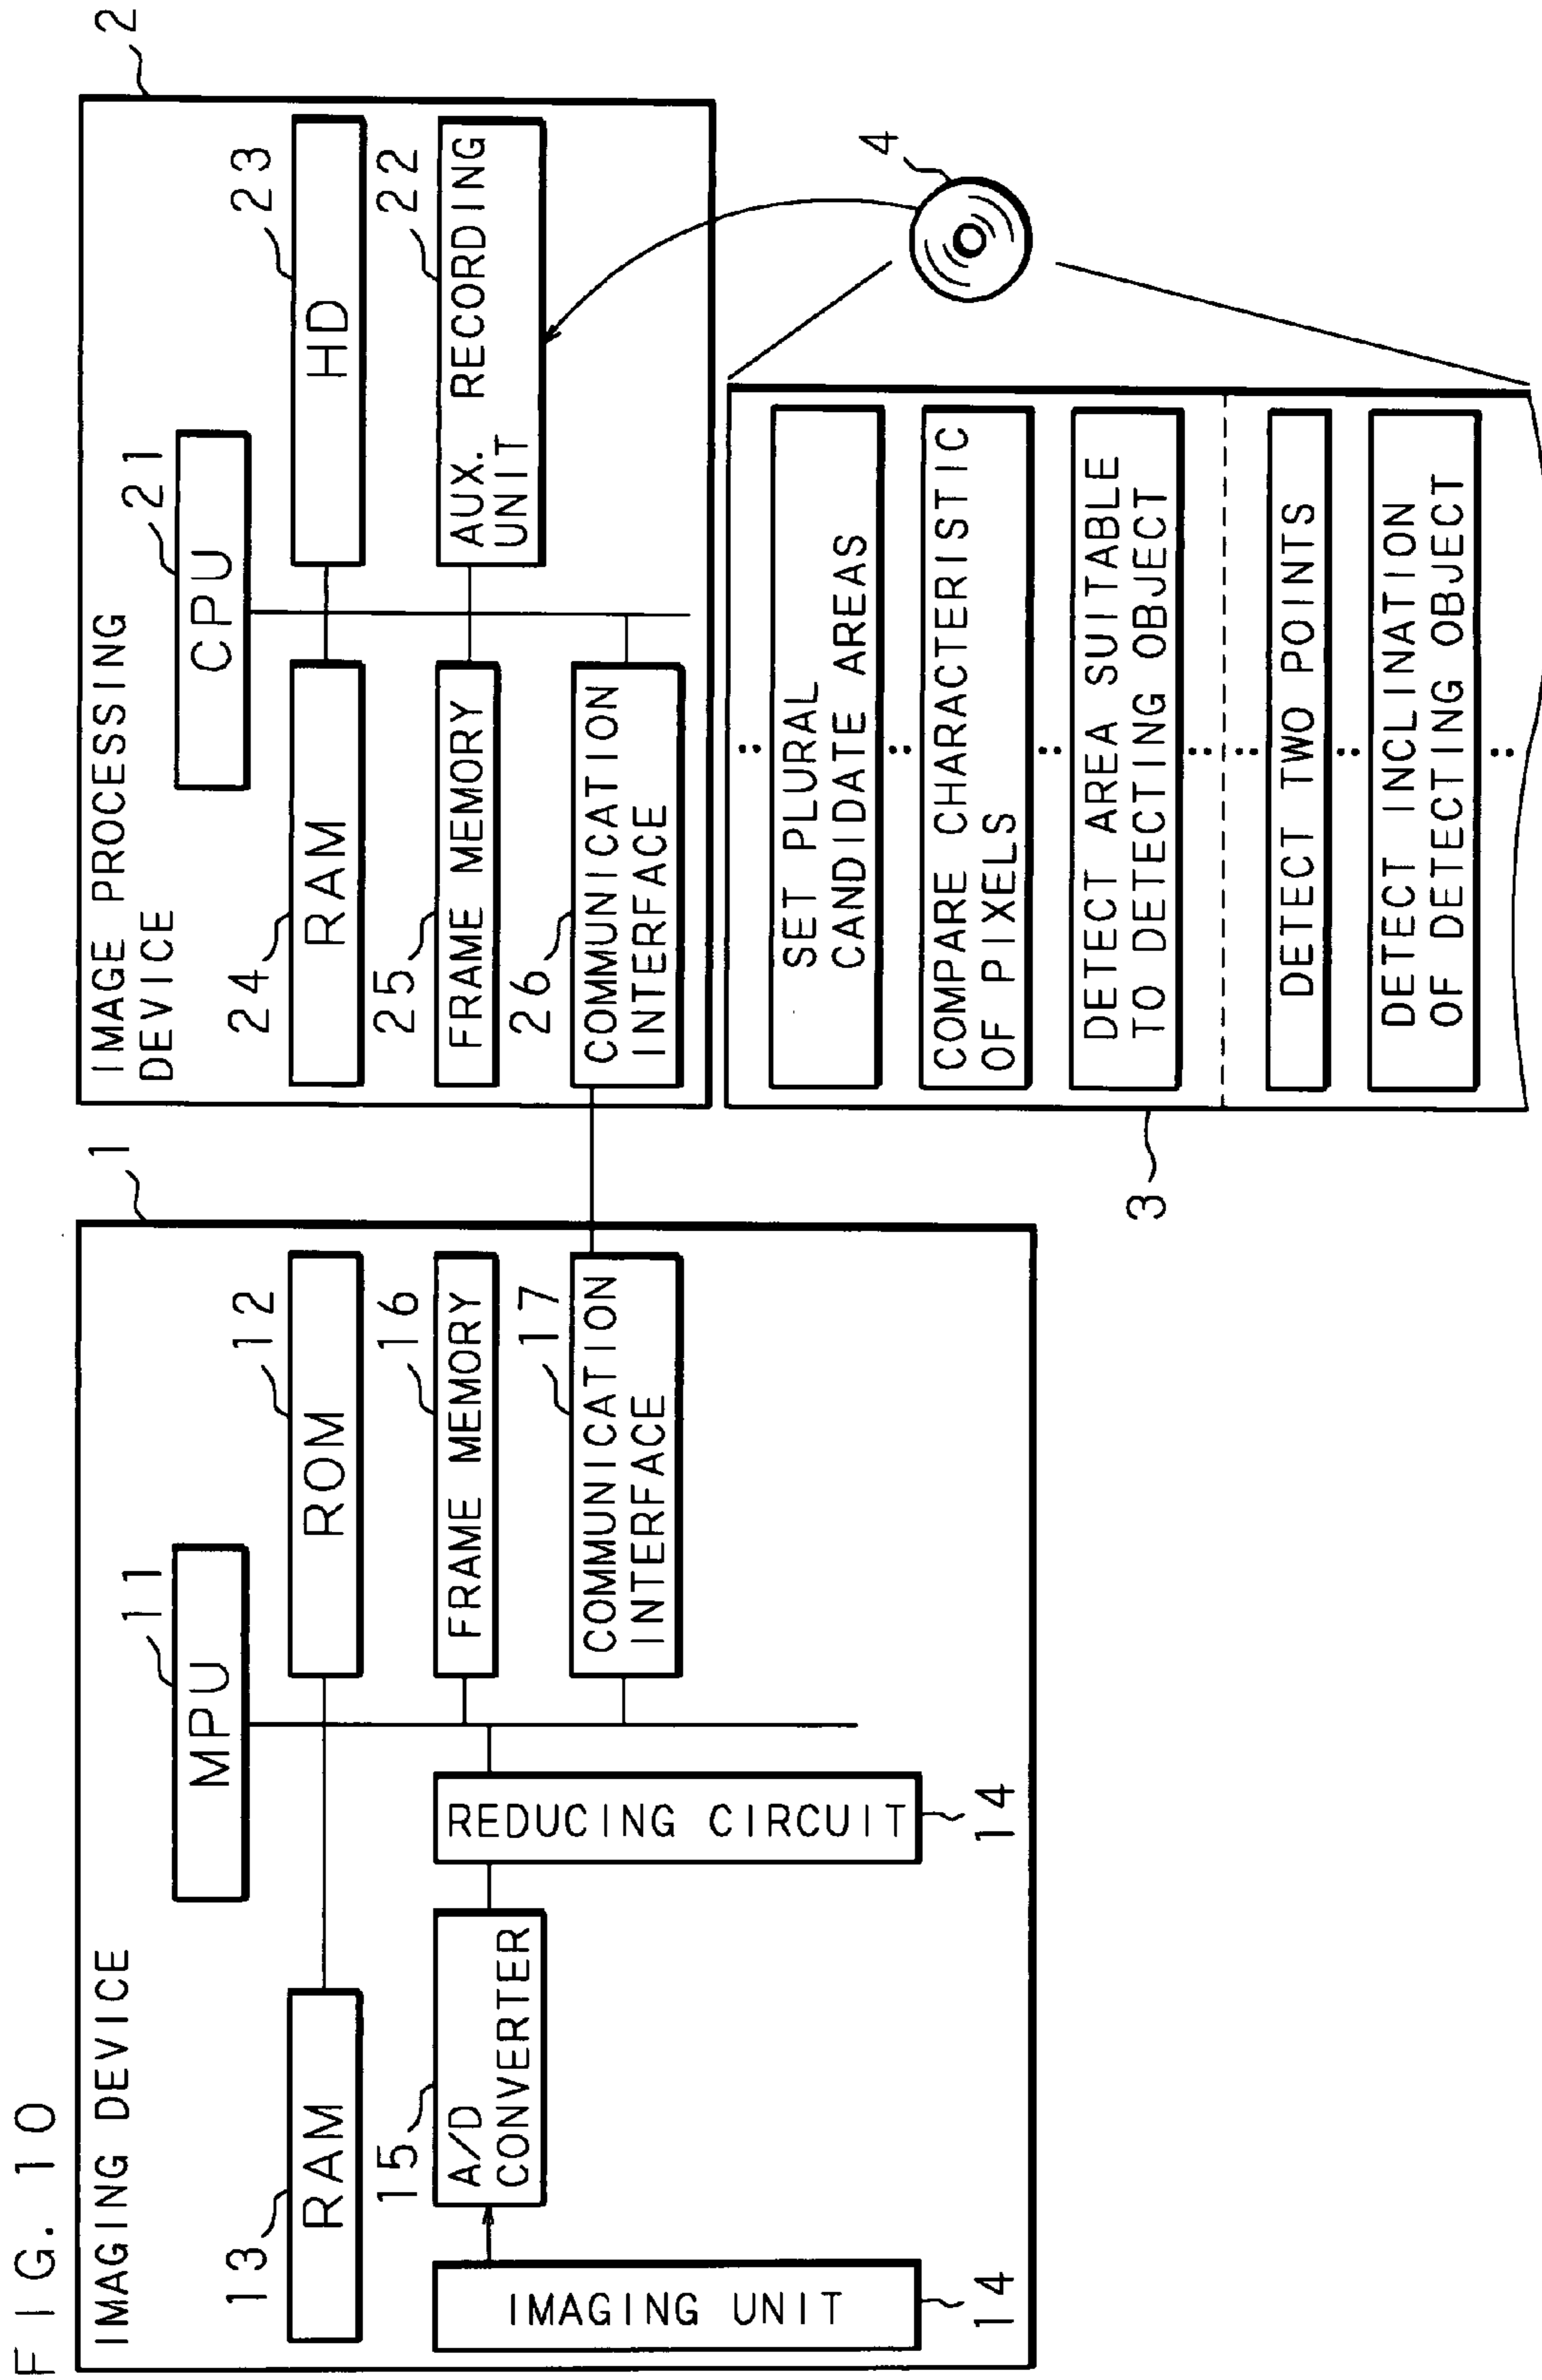 FIG. 10
IMAGING DEVICE
1
MPU
11
13
RAM
ROM
12
15
A/D
CONVERTER
FRAME MEMORY
16
COMMUNICATION
INTERFACE
17
IMAGING UNIT
14
REDUCING CIRCUIT
14
IMAGE PROCESSING
DEVICE
2
CPU
21
24
RAM
HD
23
25
FRAME MEMORY
AUX. RECORDING
UNIT
22
26
COMMUNICATION
INTERFACE
4
3
SET PLURAL
CANDIDATE AREAS
COMPARE CHARACTERISTIC
OF PIXELS
DETECT AREA SUITABLE
TO DETECTING OBJECT
DETECT TWO POINTS
DETECT INCLINATION
OF DETECTING OBJECT